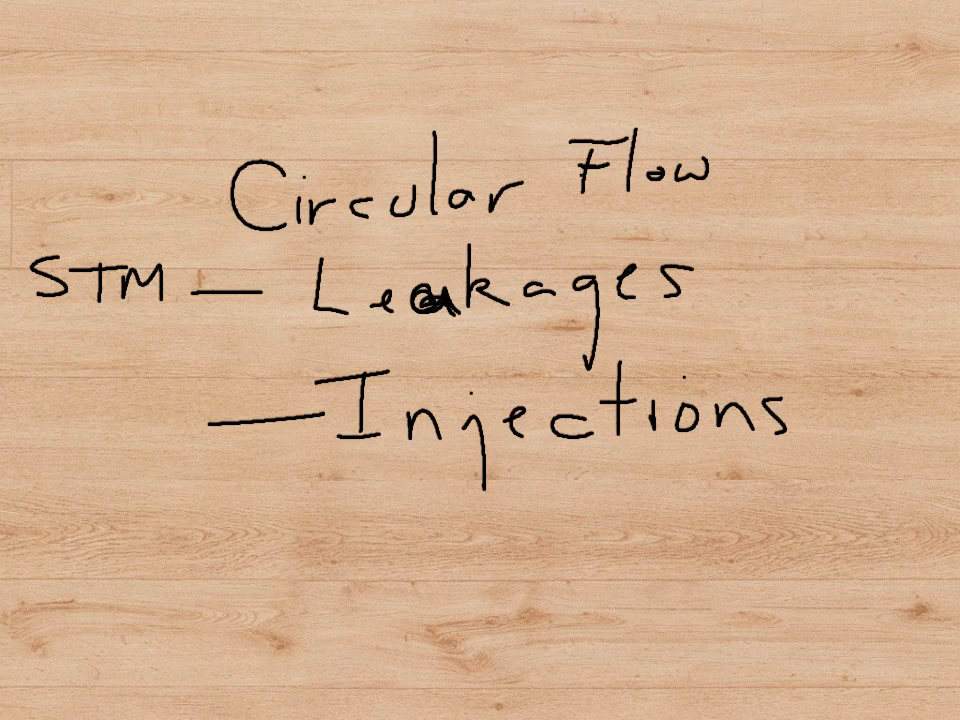 Circular Flow
STM — Leakages
— Injections